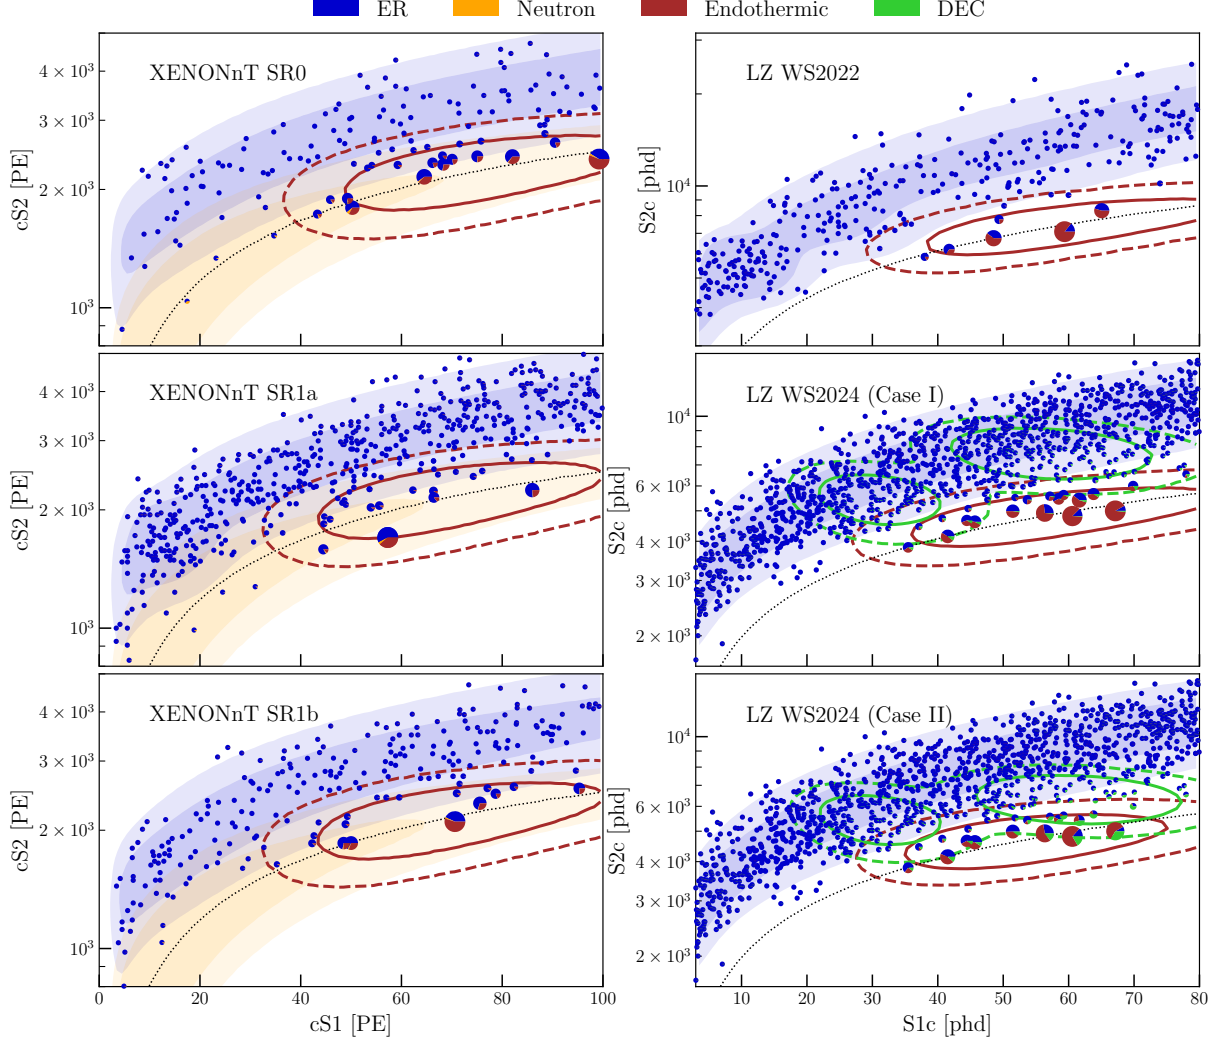 ER Neutron Endothermic DEC
XENONnT SR0
4 × 10³
3 × 10³
2 × 10³
10³
cS2 [PE]
LZ WS2022
10⁴
S2c [phd]
XENONnT SR1a
4 × 10³
3 × 10³
2 × 10³
10³
cS2 [PE]
LZ WS2024 (Case I)
10⁴
6 × 10³
4 × 10³
3 × 10³
2 × 10³
S2c [phd]
XENONnT SR1b
4 × 10³
3 × 10³
2 × 10³
10³
cS2 [PE]
0 20 40 60 80 100
cS1 [PE]
LZ WS2024 (Case II)
10⁴
6 × 10³
4 × 10³
3 × 10³
2 × 10³
S2c [phd]
10 20 30 40 50 60 70 80
S1c [phd]